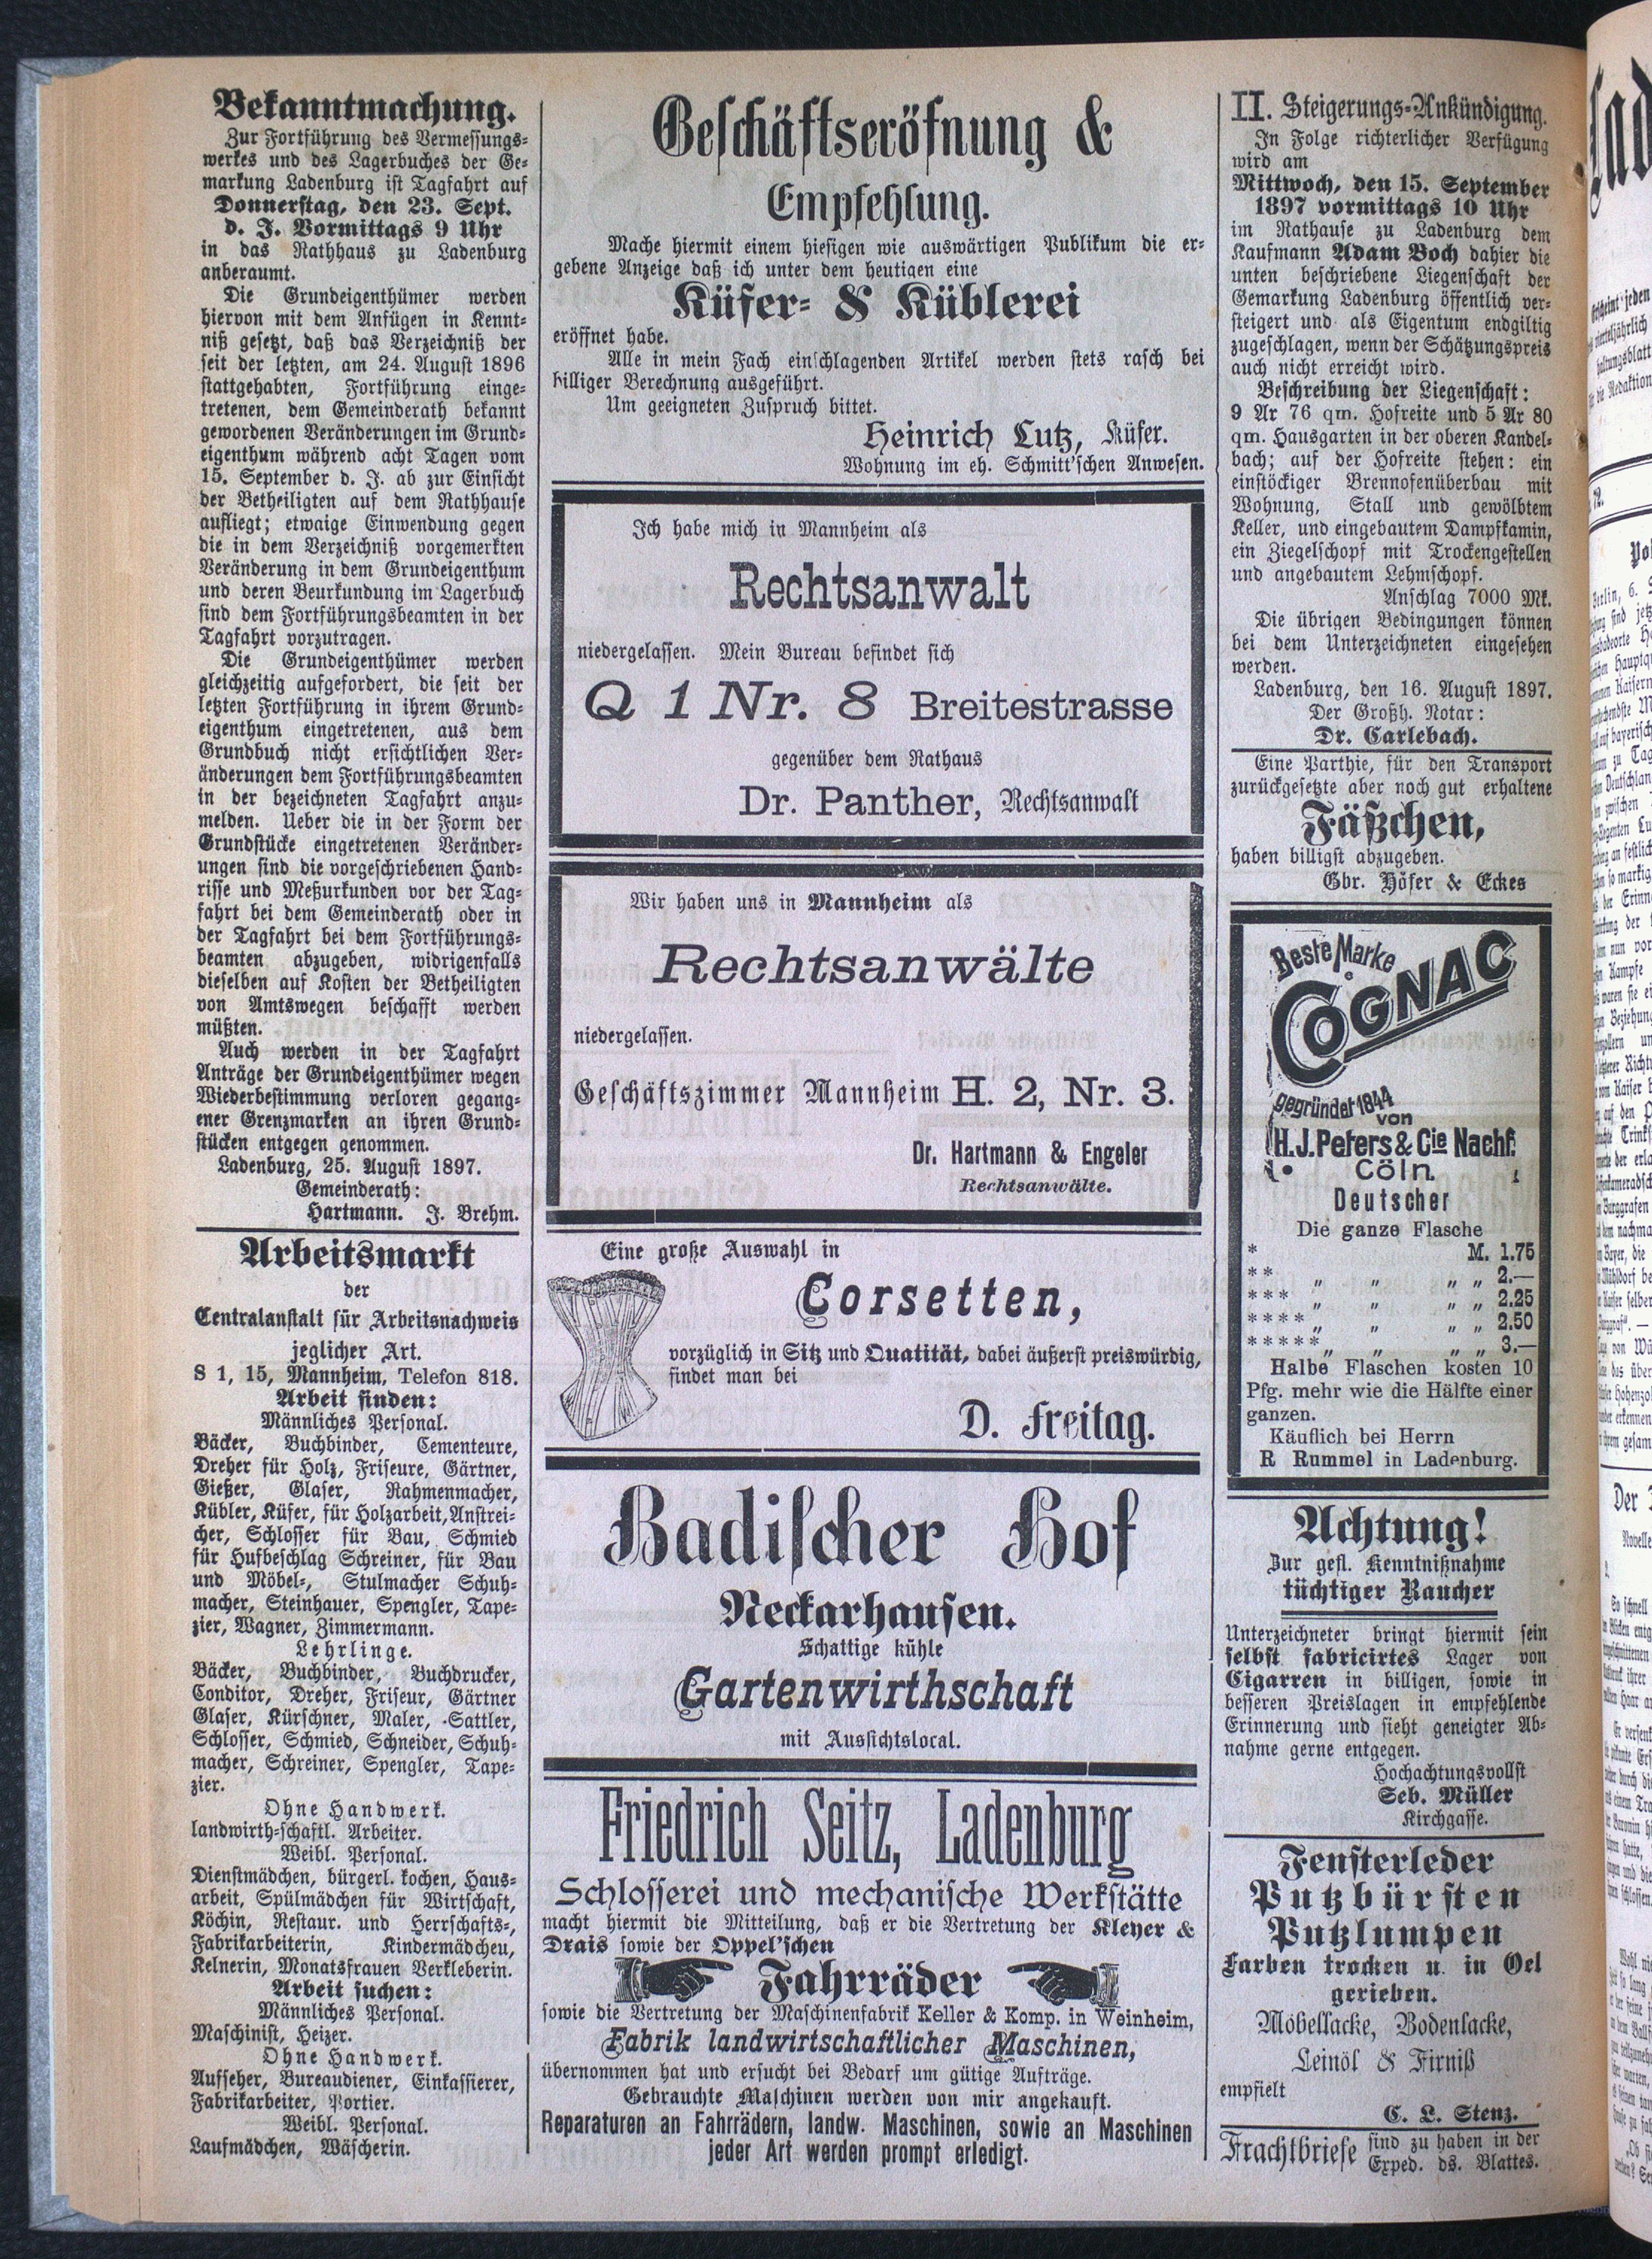 Bekanntmachung.
Zur Fortführung des Vermessungs-
werkes und des Lagerbuches der Ge-
markung Ladenburg ist Tagfahrt auf
Donnerstag, den 23. Sept.
d. J. Vormittags 9 Uhr
in das Rathhaus zu Ladenburg
anberaumt.
Die Grundeigenthümer werden
hiervon mit dem Anfügen in Kennt-
niß gesetzt, daß das Verzeichniß der
seit der letzten, am 24. August 1896
stattgehabten, Fortführung einge-
tretenen, dem Gemeinderath bekannt
gewordenen Veränderungen im Grund-
eigenthum während acht Tagen vom
15. September d. J. ab zur Einsicht
der Betheiligten auf dem Rathhause
aufliegt; etwaige Einwendung gegen
die in dem Verzeichniß vorgemerkten
Veränderung in dem Grundeigenthum
und deren Beurkundung im Lagerbuch
sind dem Fortführungsbeamten in der
Tagfahrt vorzutragen.
Die Grundeigenthümer werden
gleichzeitig aufgefordert, die seit der
letzten Fortführung in ihrem Grund-
eigenthum eingetretenen, aus dem
Grundbuch nicht ersichtlichen Ver-
änderungen dem Fortführungsbeamten
in der bezeichneten Tagfahrt anzu-
melden. Ueber die in der Form der
Grundstücke eingetretenen Veränder-
ungen sind die vorgeschriebenen Hand-
risse und Meßurkunden vor der Tag-
fahrt bei dem Gemeinderath oder in
der Tagfahrt bei dem Fortführungs-
beamten abzugeben, widrigenfalls
dieselben auf Kosten der Betheiligten
von Amtswegen beschafft werden
müßten.
Auch werden in der Tagfahrt
Anträge der Grundeigenthümer wegen
Wiederbestimmung verloren gegang-
ener Grenzmarken an ihren Grund-
stücken entgegen genommen.
Ladenburg, 25. August 1897.
Gemeinderath:
Hartmann. J. Brehm.
Arbeitsmarkt
der
Centralanstalt für Arbeitsnachweis
jeglicher Art.
S 1, 15, Mannheim, Telefon 818.
Arbeit finden:
Männliches Personal.
Bäcker, Buchbinder, Cementeure,
Dreher für Holz, Friseure, Gärtner,
Gießer, Glaser, Rahmenmacher,
Kübler, Küfer, für Holzarbeit, Anstrei-
cher, Schlosser für Bau, Schmied
für Hufbeschlag Schreiner, für Bau
und Möbel-, Stulmacher Schuh-
macher, Steinhauer, Spengler, Tape-
zier, Wagner, Zimmermann.
Lehrlinge.
Bäcker, Buchbinder, Buchdrucker,
Conditor, Dreher, Friseur, Gärtner
Glaser, Kürschner, Maler, Sattler,
Schlosser, Schmied, Schneider, Schuh-
macher, Schreiner, Spengler, Tape-
zier.
Ohne Handwerk.
landwirth-schaftl. Arbeiter.
Weibl. Personal.
Dienstmädchen, bürgerl. kochen, Haus-
arbeit, Spülmädchen für Wirtschaft,
Köchin, Restaur. und Herrschafts-,
Fabrikarbeiterin, Kindermädcheu,
Kelnerin, Monatsfrauen Verkleberin.
Arbeit suchen:
Männliches Personal.
Maschinist, Heizer.
Ohne Handwerk.
Aufseher, Bureaudiener, Einkassierer,
Fabrikarbeiter, Portier.
Weibl. Personal.
Laufmädchen, Wäscherin.
Geschäftseröfnung &
Empfehlung.
Mache hiermit einem hiesigen wie auswärtigen Publikum die er-
gebene Anzeige daß ich unter dem heutigen eine
Küfer- & Küblerei
eröffnet habe.
Alle in mein Fach einschlagenden Artikel werden stets rasch bei
billiger Berechnung ausgeführt.
Um geeigneten Zuspruch bittet.
Heinrich Lutz, Küfer.
Wohnung im eh. Schmitt'schen Anwesen.
Ich habe mich in Mannheim als
Rechtsanwalt
niedergelassen. Mein Bureau befindet sich
Q 1 Nr. 8 Breitestrasse
gegenüber dem Rathaus
Dr. Panther, Rechtsanwalt
Wir haben uns in Mannheim als
Rechtsanwälte
niedergelassen.
Geschäftszimmer Mannheim H. 2, Nr. 3.
Dr. Hartmann & Engeler
Rechtsanwälte.
Eine große Auswahl in
Corsetten,
vorzüglich in Sitz und Quatität, dabei äußerst preiswürdig,
findet man bei
D. Freitag.
Badischer Hof
Neckarhausen.
Schattige kühle
Gartenwirthschaft
mit Aussichtslocal.
Friedrich Seitz, Ladenburg
Schlosserei und mechanische Werkstätte
macht hiermit die Mitteilung, daß er die Vertretung der Kleyer &
Drais sowie der Oppel'schen
Fahrräder
sowie die Vertretung der Maschinenfabrik Keller & Komp. in Weinheim,
Fabrik landwirtschaftlicher Maschinen,
übernommen hat und ersucht bei Bedarf um gütige Aufträge.
Gebrauchte Maschinen werden von mir angekauft.
Reparaturen an Fahrrädern, landw. Maschinen, sowie an Maschinen
jeder Art werden prompt erledigt.
II. Steigerungs-Ankündigung.
In Folge richterlicher Verfügung
wird am
Mittwoch, den 15. September
1897 vormittags 10 Uhr
im Rathause zu Ladenburg dem
Kaufmann Adam Boch dahier die
unten beschriebene Liegenschaft der
Gemarkung Ladenburg öffentlich ver-
steigert und als Eigentum endgiltig
zugeschlagen, wenn der Schätzungspreis
auch nicht erreicht wird.
Beschreibung der Liegenschaft:
9 Ar 76 qm. Hofreite und 5 Ar 80
qm. Hausgarten in der oberen Kandel-
bach; auf der Hofreite stehen: ein
einstöckiger Brennofenüberbau mit
Wohnung, Stall und gewölbtem
Keller, und eingebautem Dampfkamin,
ein Ziegelschopf mit Trockengestellen
und angebautem Lehmschopf.
Anschlag 7000 Mk.
Die übrigen Bedingungen können
bei dem Unterzeichneten eingesehen
werden.
Ladenburg, den 16. August 1897.
Der Großh. Notar:
Dr. Carlebach.
Eine Parthie, für den Transport
zurückgesetzte aber noch gut erhaltene
Fäßchen,
haben billigst abzugeben.
Gbr. Höfer & Eckes
Beste Marke
COGNAC
gegründet 1844
von
H.J. Peters & Cie Nachf.
Cöln
Deutscher
Die ganze Flasche
* M. 1.75
** „ „ „ „ 2.—
*** „ „ „ „ 2.25
**** „ „ „ „ 2.50
***** „ „ „ „ 3.—
Halbe Flaschen kosten 10
Pfg. mehr wie die Hälfte einer
ganzen.
Käuflich bei Herrn
R Rummel in Ladenburg.
Achtung!
Zur gefl. Kenntnißnahme
tüchtiger Raucher
Unterzeichneter bringt hiermit sein
selbst fabricirtes Lager von
Cigarren in billigen, sowie in
besseren Preislagen in empfehlende
Erinnerung und sieht geneigter Ab-
nahme gerne entgegen.
Hochachtungsvollst
Seb. Müller
Kirchgasse.
Fensterleder
Putzbürsten
Putzlumpen
Farben trocken u. in Oel
gerieben.
Möbellacke, Bodenlacke,
Leinöl & Firniß
empfielt
C. L. Stenz.
Frachtbriefe sind zu haben in der
Exped. ds. Blattes.